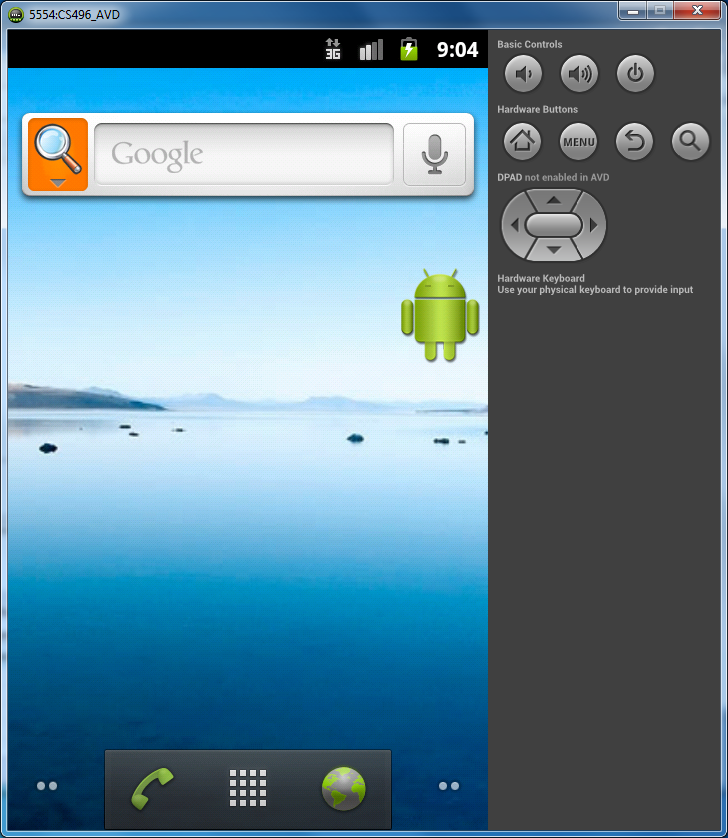 5554:CS496_AVD
3G 9:04
Google
Basic Controls
Hardware Buttons
MENU
DPAD not enabled in AVD
Hardware Keyboard
Use your physical keyboard to provide input